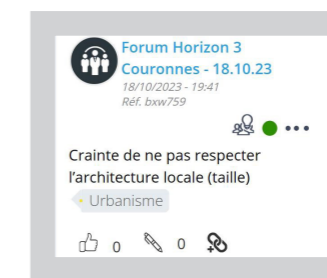 Forum Horizon 3
Couronnes - 18.10.23
18/10/2023 - 19:41
Réf. bxw759
Crainte de ne pas respecter
l'architecture locale (taille)
Urbanisme
0 0